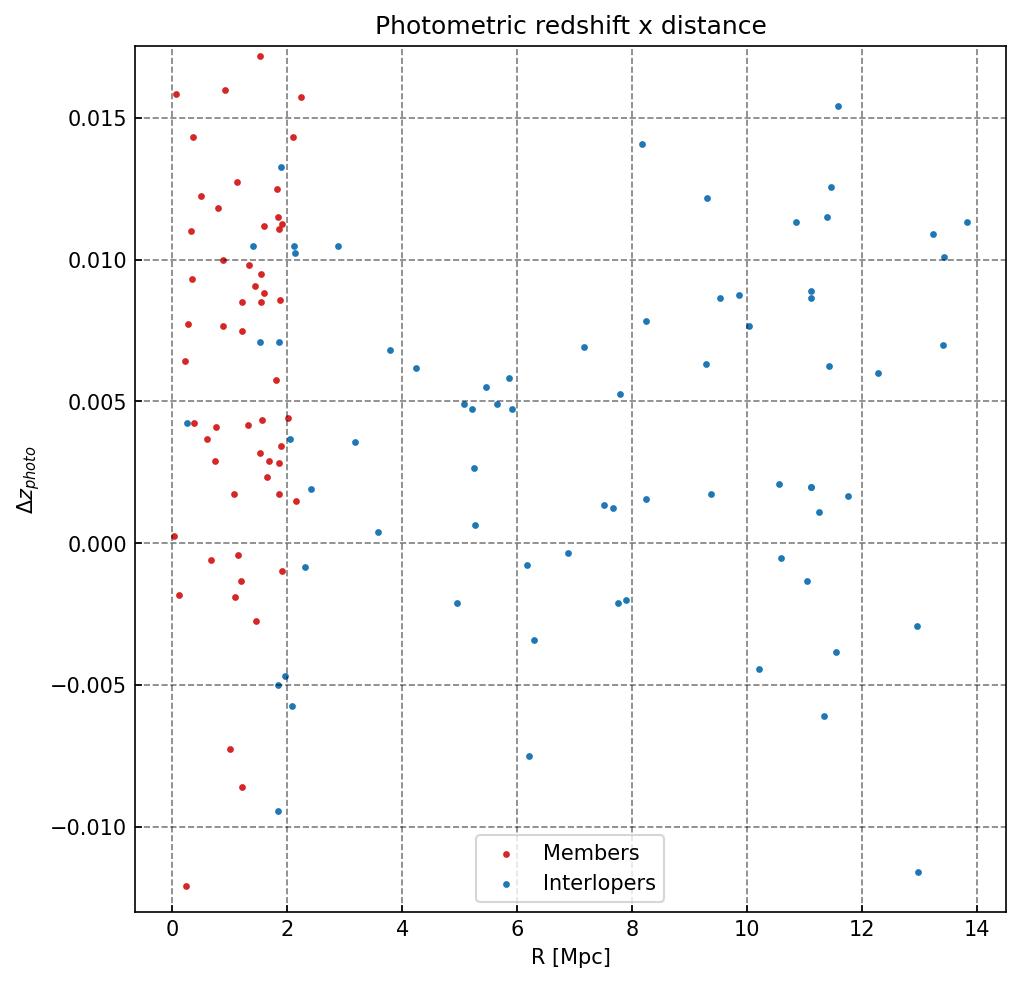 Photometric redshift x distance
0.015
0.010
0.005
0.000
−0.005
−0.010
Δz_photo
Members
Interlopers
0 2 4 6 8 10 12 14
R [Mpc]